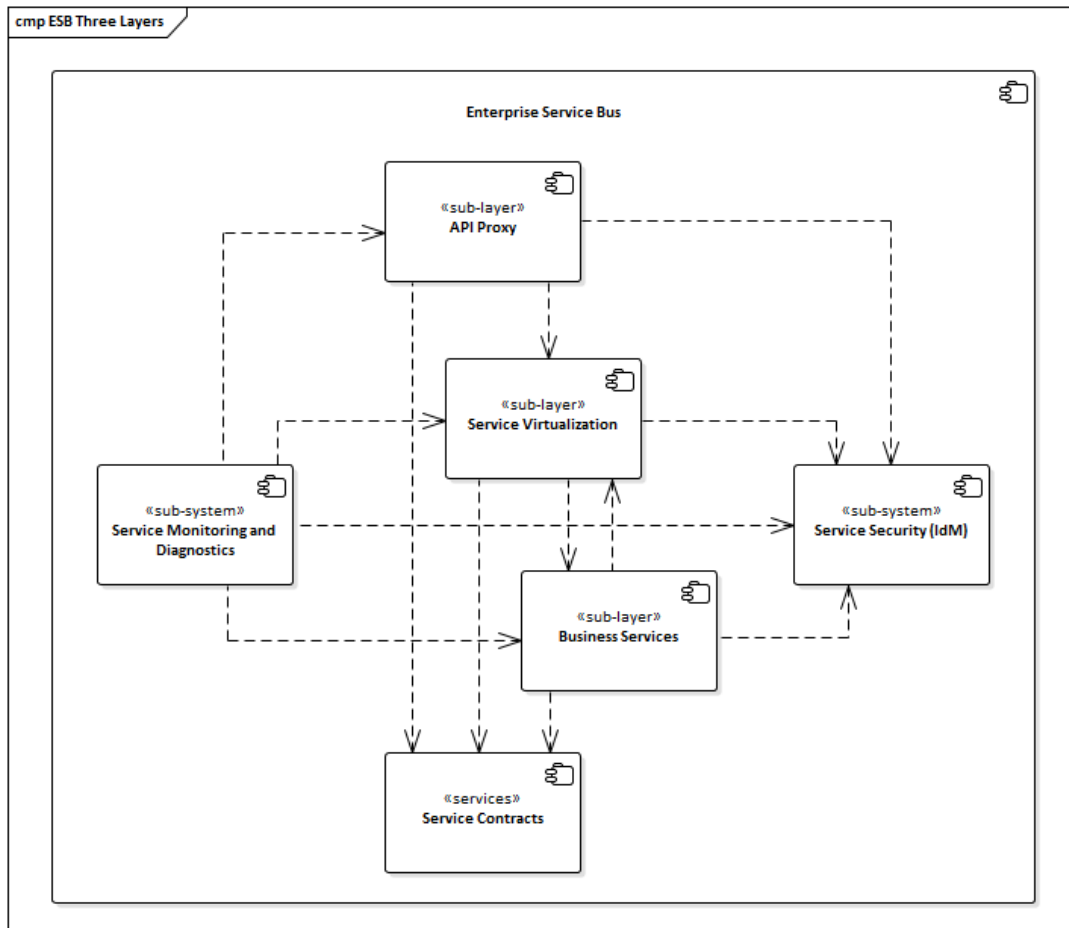 cmp ESB Three Layers
Enterprise Service Bus
«sub-layer»
API Proxy
«sub-layer»
Service Virtualization
«sub-system»
Service Monitoring and
Diagnostics
«sub-system»
Service Security (IdM)
«sub-layer»
Business Services
«services»
Service Contracts